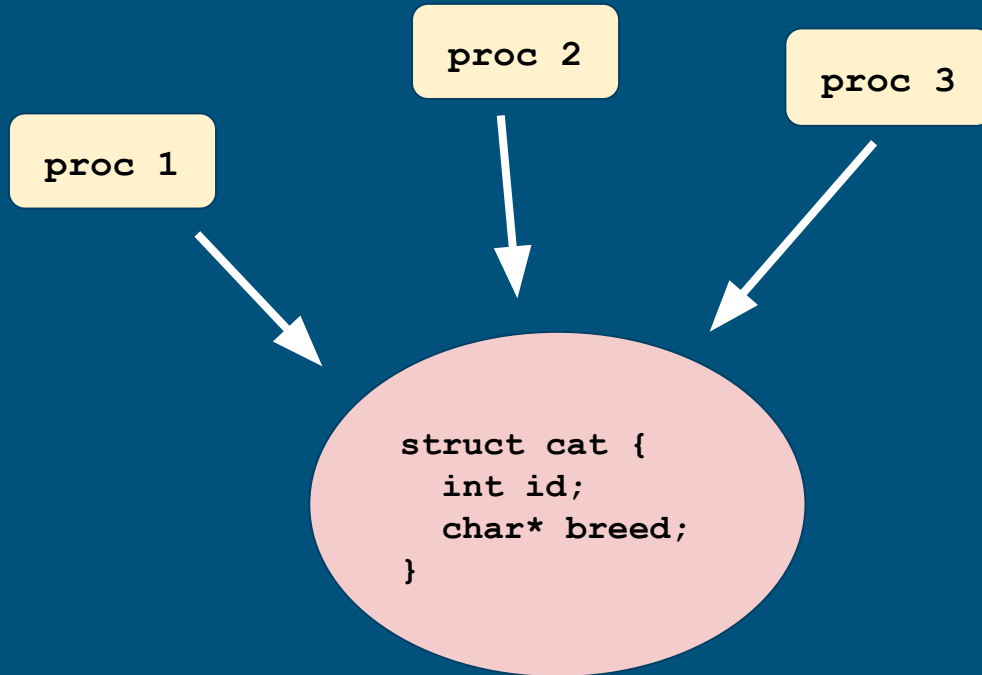 proc 1
proc 2
proc 3
struct cat {
  int id;
  char* breed;
}